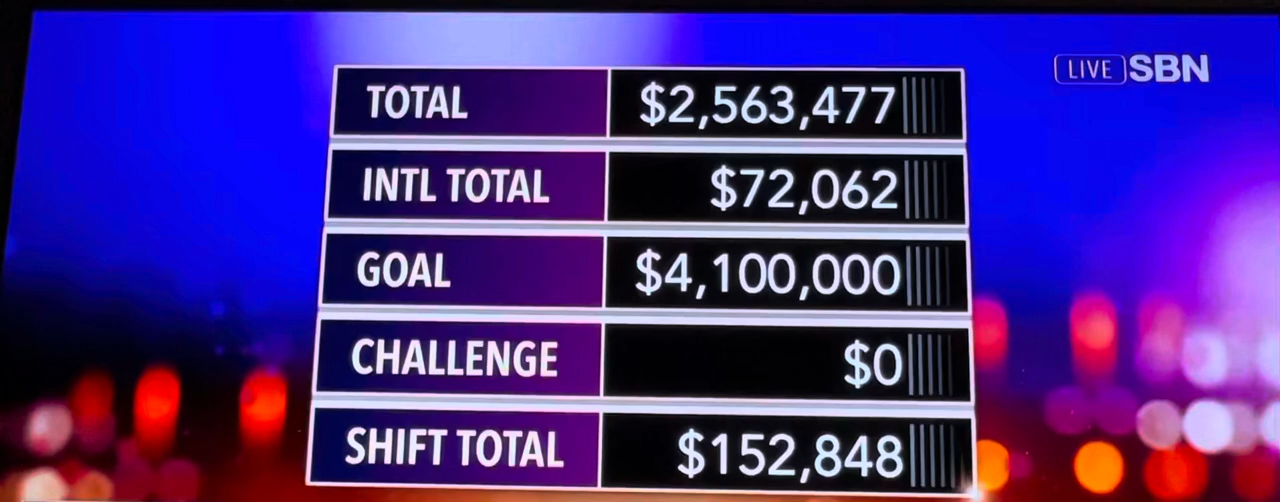 LIVE SBN
TOTAL $2,563,477
INTL TOTAL $72,062
GOAL $4,100,000
CHALLENGE $0
SHIFT TOTAL $152,848